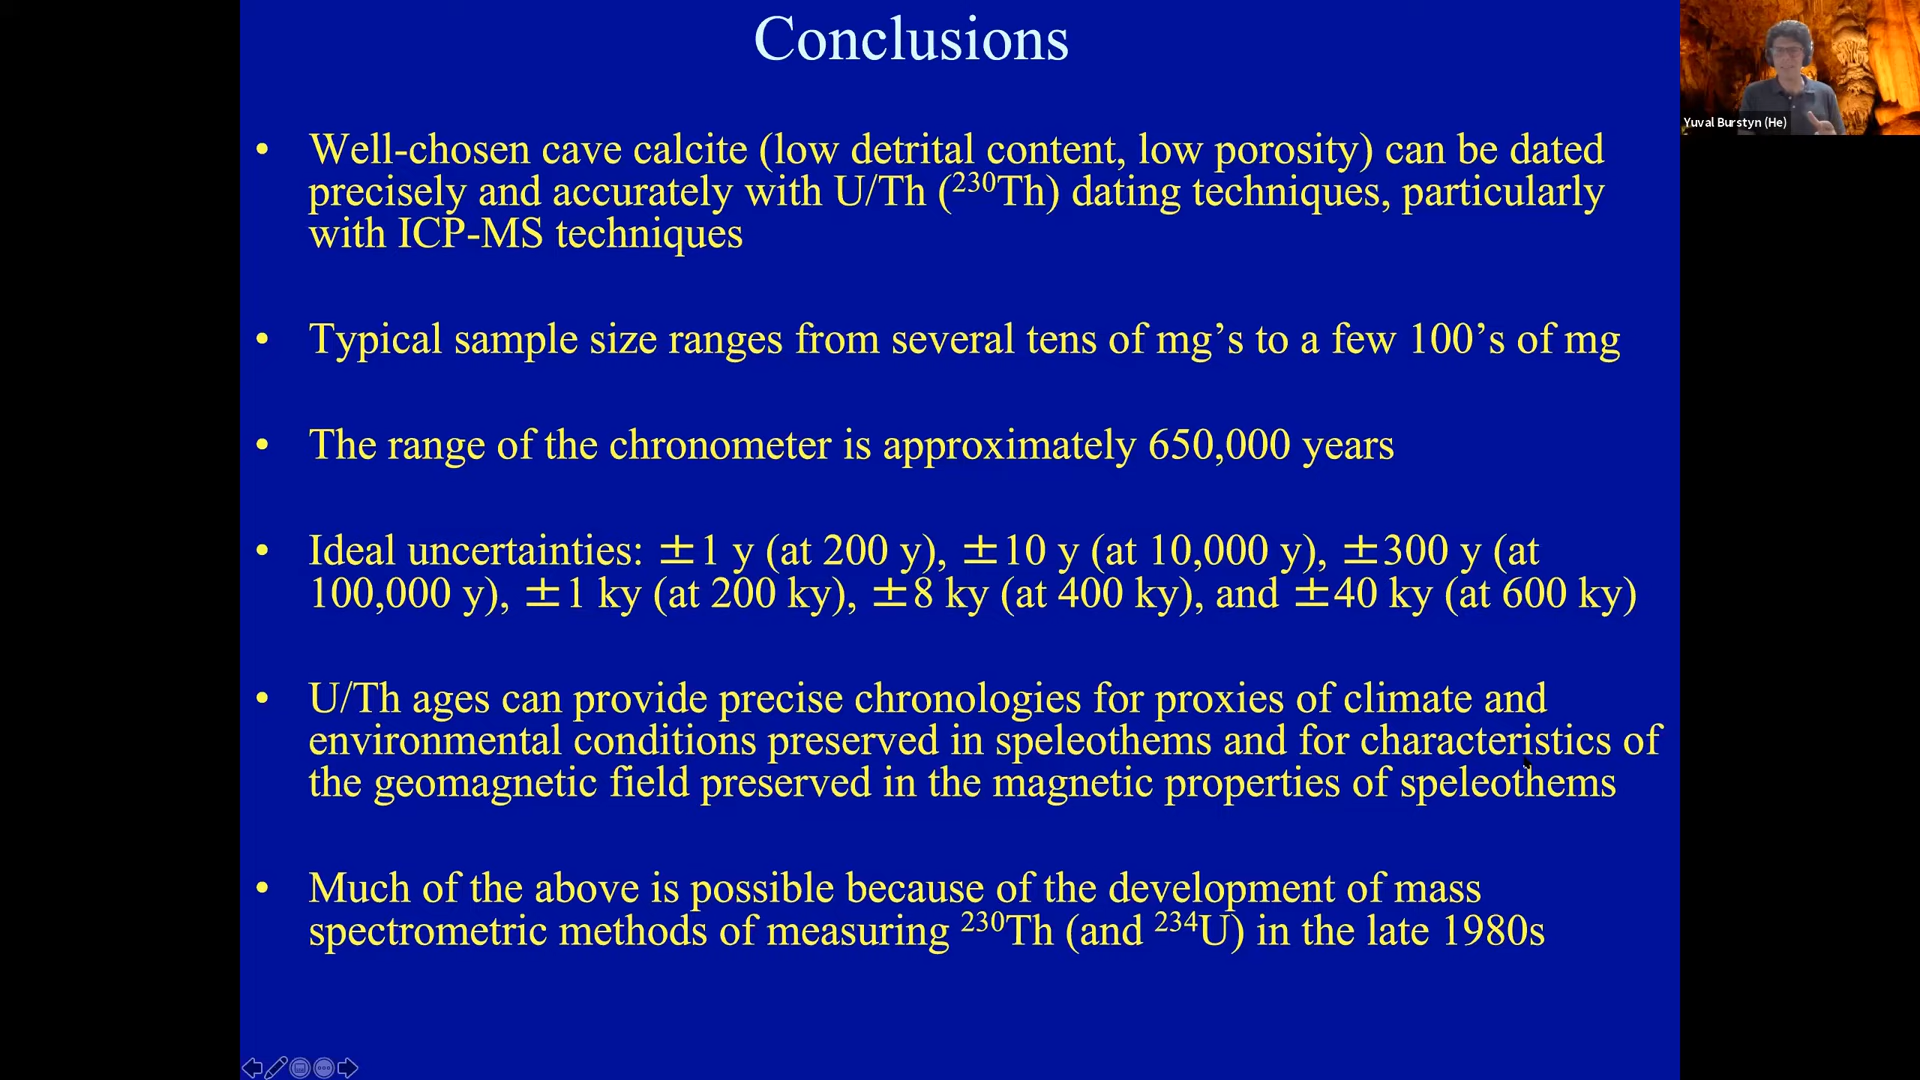 Conclusions
Yuval Burstyn (He)
• Well-chosen cave calcite (low detrital content, low porosity) can be dated
precisely and accurately with U/Th (²³⁰Th) dating techniques, particularly
with ICP-MS techniques
• Typical sample size ranges from several tens of mg’s to a few 100’s of mg
• The range of the chronometer is approximately 650,000 years
• Ideal uncertainties: ±1 y (at 200 y), ±10 y (at 10,000 y), ±300 y (at
100,000 y), ±1 ky (at 200 ky), ±8 ky (at 400 ky), and ±40 ky (at 600 ky)
• U/Th ages can provide precise chronologies for proxies of climate and
environmental conditions preserved in speleothems and for characteristics of
the geomagnetic field preserved in the magnetic properties of speleothems
• Much of the above is possible because of the development of mass
spectrometric methods of measuring ²³⁰Th (and ²³⁴U) in the late 1980s